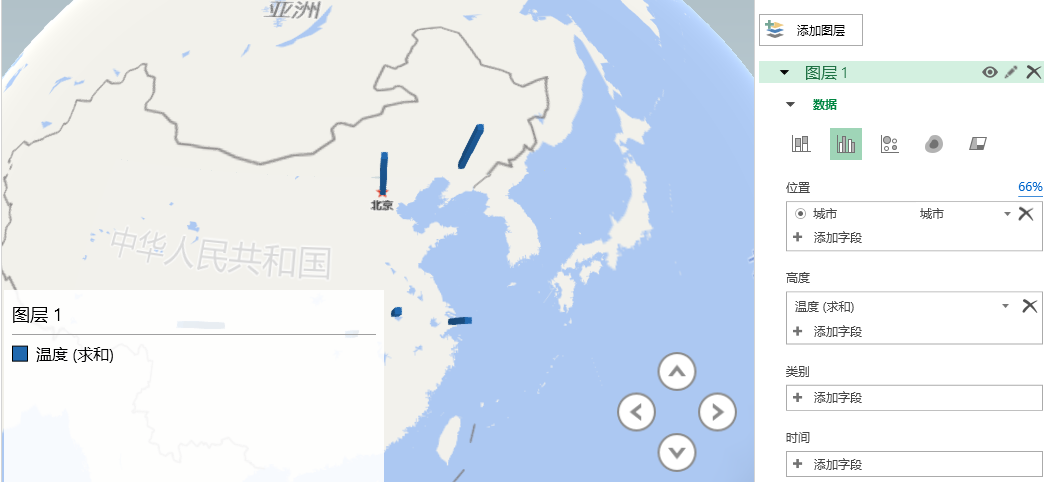 亚洲
北京
中华人民共和国
图层 1
温度 (求和)
添加图层
图层 1
数据
位置
66%
城市 城市
添加字段
高度
温度 (求和)
添加字段
类别
添加字段
时间
添加字段